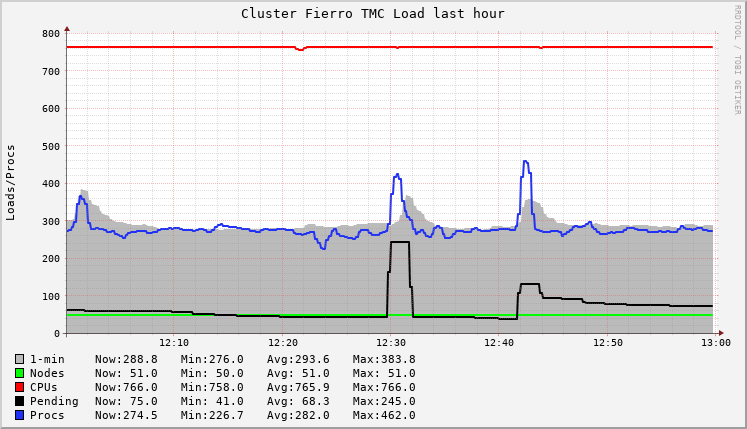 Cluster Fierro TMC Load last hour
RRDTOOL / TOBI OETIKER
Loads/Procs
800
700
600
500
400
300
200
100
0
12:10 12:20 12:30 12:40 12:50 13:00
1-min Now:288.8 Min:276.0 Avg:293.6 Max:383.8
Nodes Now: 51.0 Min: 50.0 Avg: 51.0 Max: 51.0
CPUs Now:766.0 Min:758.0 Avg:765.9 Max:766.0
Pending Now: 75.0 Min: 41.0 Avg: 68.3 Max:245.0
Procs Now:274.5 Min:226.7 Avg:282.0 Max:462.0